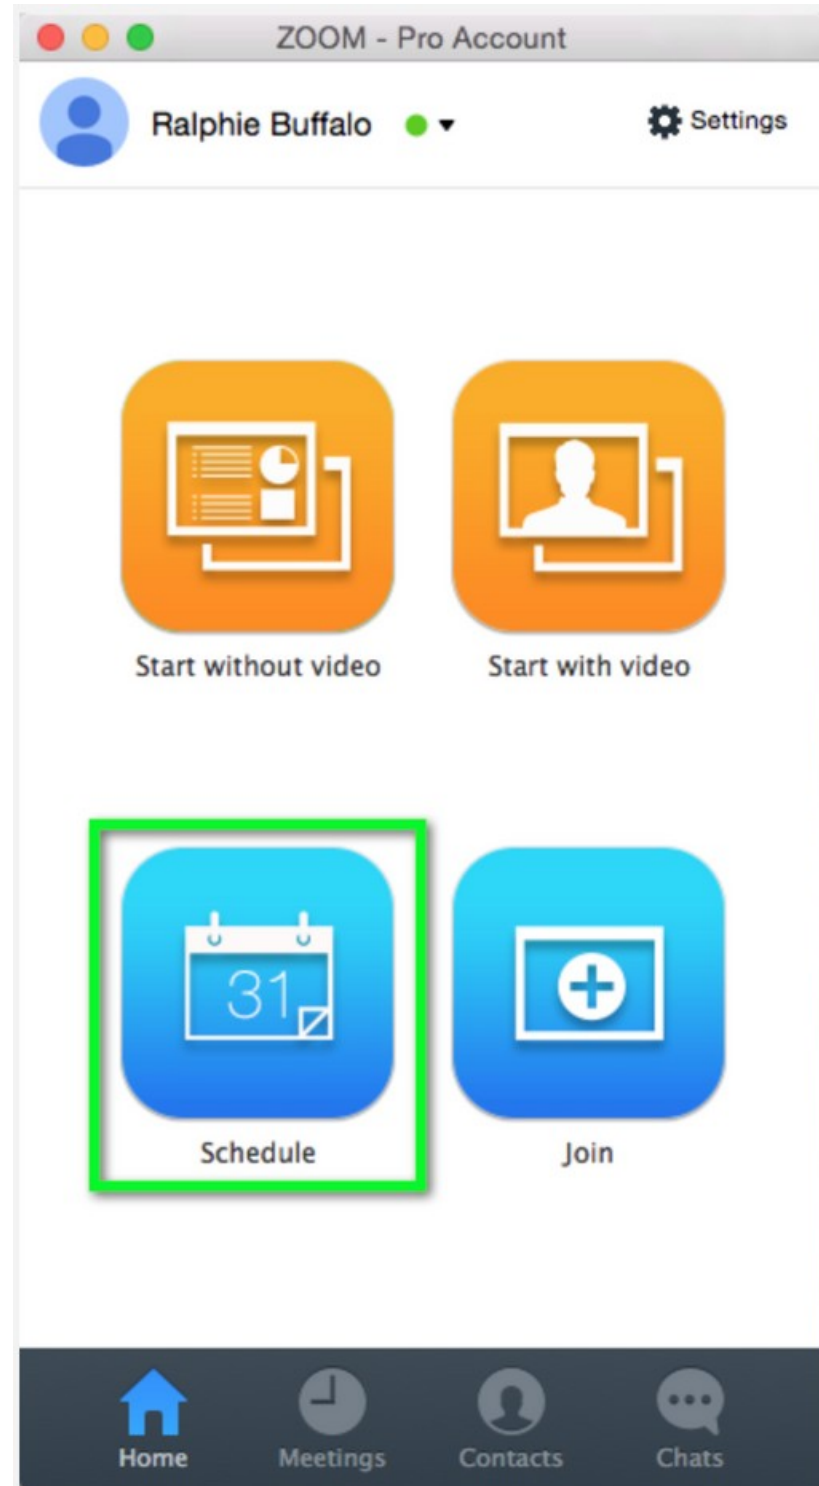 ZOOM - Pro Account
Ralphie Buffalo
Settings
Start without video
Start with video
31
Schedule
Join
Home
Meetings
Contacts
Chats